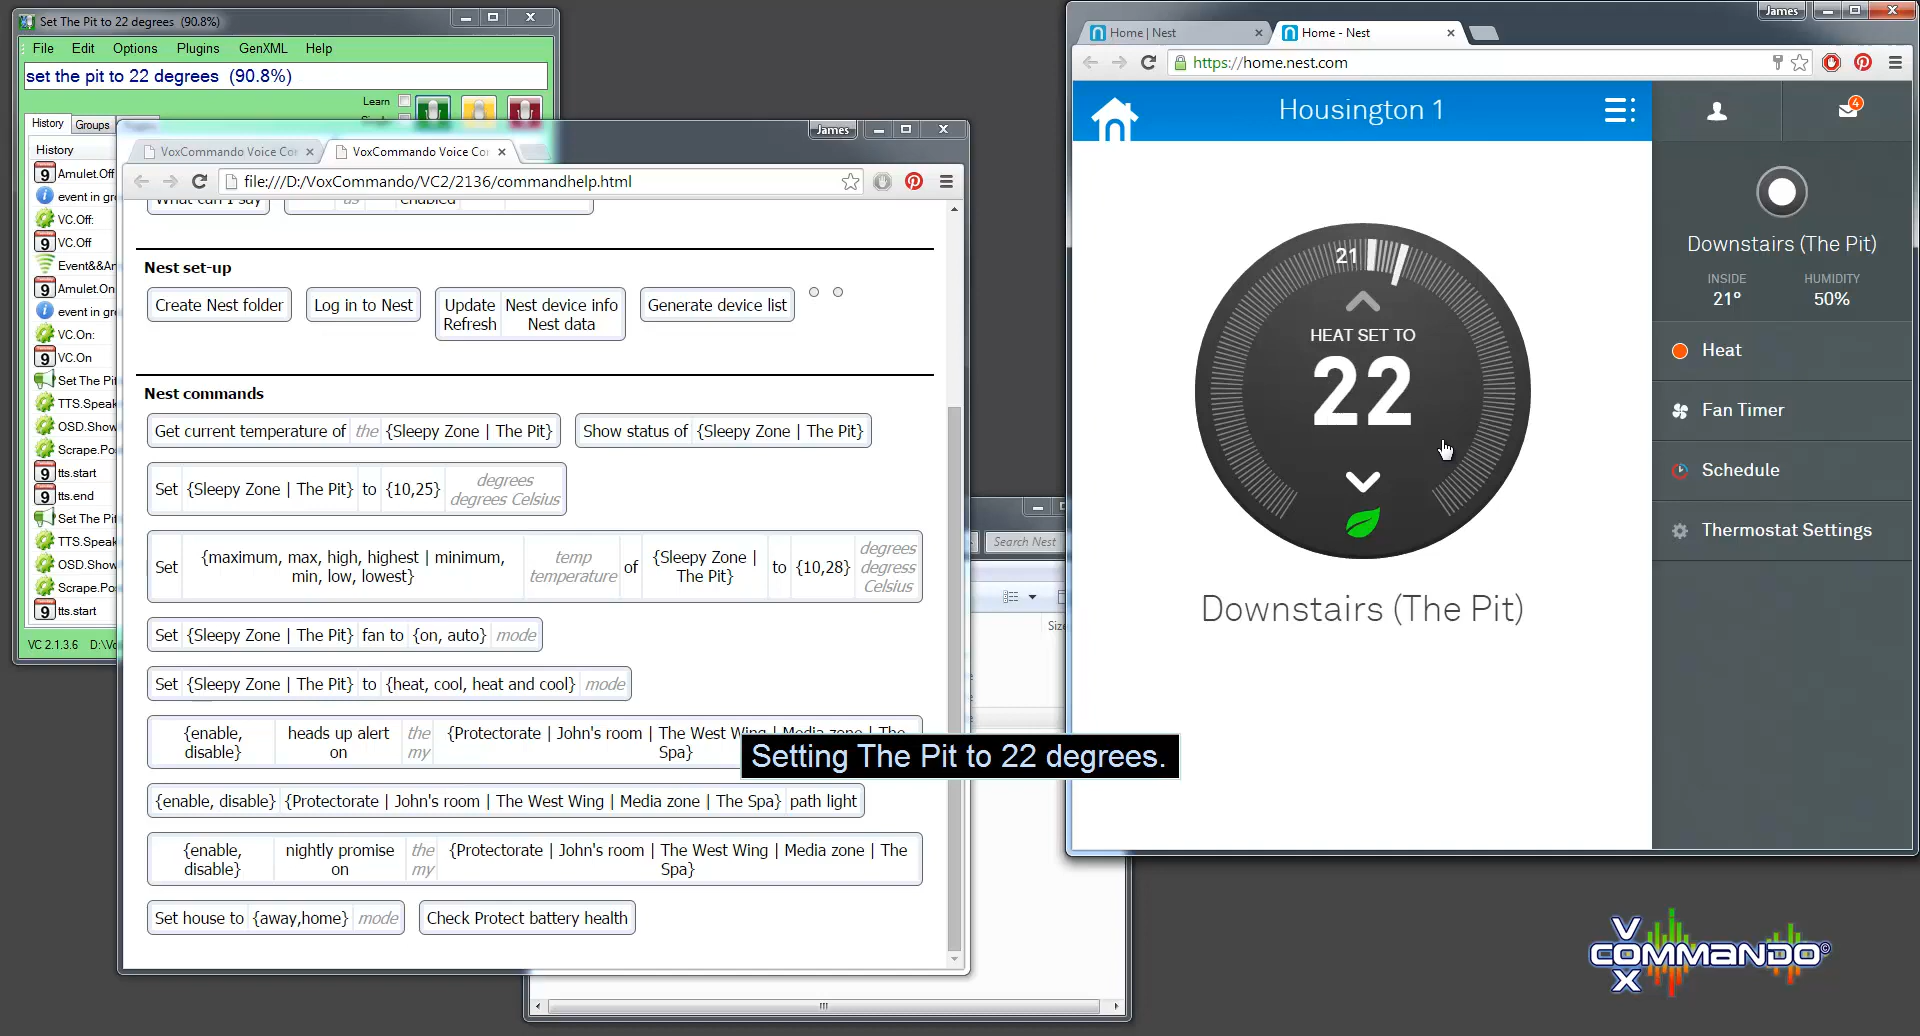 Set The Pit to 22 degrees (90.8%)
File Edit Options Plugins GenXML Help
set the pit to 22 degrees (90.8%)
Learn
History Groups
History
Amulet.Off
event in gr
VC.Off:
VC.Off
Event&&Ar
Amulet.On
event in gr
VC.On:
VC.On
Set The Pit
TTS.Speak
OSD.Show
Scrape.Po
tts.start
tts.end
Set The Pit
TTS.Speak
OSD.Show
Scrape.Po
tts.start
VC 2.1.3.6 D:\Vo
James
VoxCommando Voice Co
VoxCommando Voice Co
file:///D:/VoxCommando/VC2/2136/commandhelp.html
What can I say us Enabled
Nest set-up
Create Nest folder
Log in to Nest
Update Nest device info
Refresh Nest data
Generate device list
Nest commands
Get current temperature of the {Sleepy Zone | The Pit}
Show status of {Sleepy Zone | The Pit}
Set {Sleepy Zone | The Pit} to {10,25} degrees
degrees Celsius
Set {maximum, max, high, highest | minimum,
min, low, lowest} temp
temperature of {Sleepy Zone |
The Pit} to {10,28} degrees
degress
Celsius
Set {Sleepy Zone | The Pit} fan to {on, auto} mode
Set {Sleepy Zone | The Pit} to {heat, cool, heat and cool} mode
{enable,
disable} heads up alert
on the
my {Protectorate | John's room | The West Wing | Media zone | The
Spa}
{enable, disable} {Protectorate | John's room | The West Wing | Media zone | The Spa} path light
{enable,
disable} nightly promise
on the
my {Protectorate | John's room | The West Wing | Media zone | The
Spa}
Set house to {away,home} mode
Check Protect battery health
Search Nest
Size
Setting The Pit to 22 degrees.
James
Home | Nest
Home - Nest
https://home.nest.com
Housington 1
4
21
HEAT SET TO
22
Downstairs (The Pit)
Downstairs (The Pit)
INSIDE HUMIDITY
21° 50%
Heat
Fan Timer
Schedule
Thermostat Settings
VOX
COMMANDO©